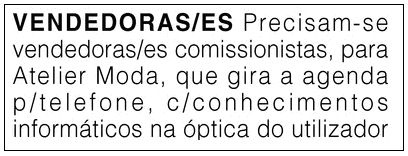 VENDEDORAS/ES Precisam-se
vendedoras/es comissionistas, para
Atelier Moda, que gira a agenda
p/telefone, c/conhecimentos
informáticos na óptica do utilizador